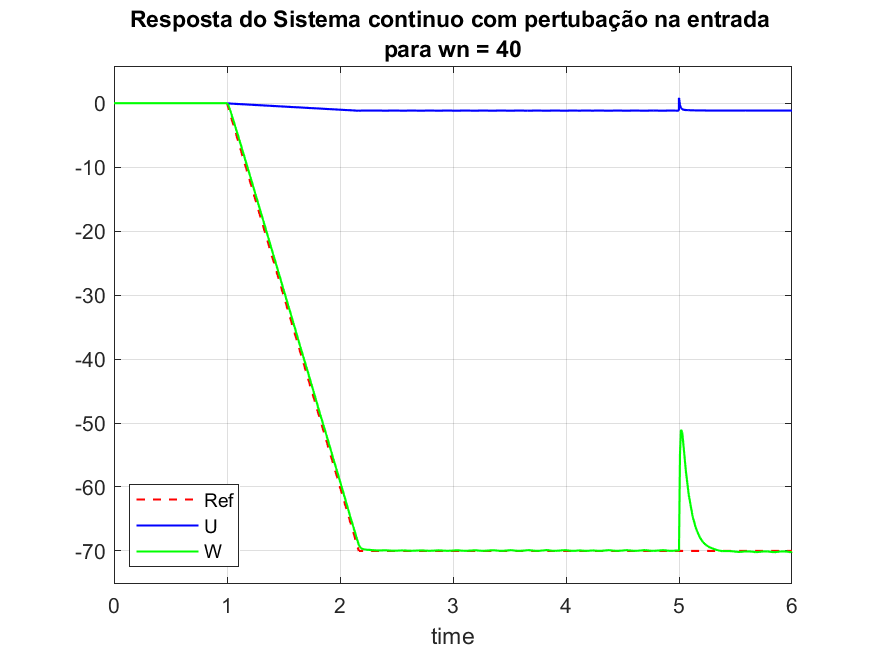 Resposta do Sistema continuo com pertubação na entrada
para wn = 40
0
-10
-20
-30
-40
-50
-60
-70
Ref
U
W
0 1 2 3 4 5 6
time